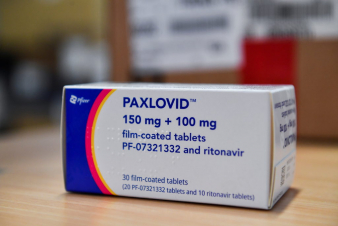 Pfizer
PAXLOVID™
150 mg + 100 mg
film-coated tablets
PF-07321332 and ritonavir
30 film-coated tablets
(20 PF-07321332 tablets and 10 ritonavir tablets)